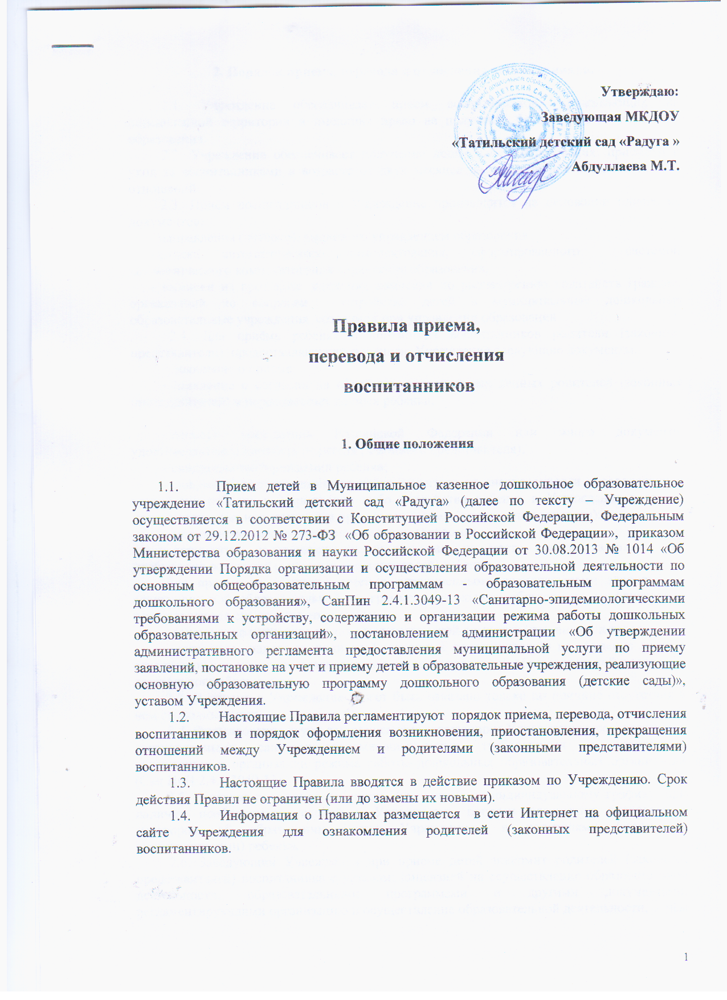 Утверждаю:
Заведующая МКДОУ
«Татильский детский сад «Радуга »
Абдуллаева М.Т.
Правила приема,
перевода и отчисления
воспитанников
1. Общие положения
1.1. Прием детей в Муниципальное казенное дошкольное образовательное
учреждение «Татильский детский сад «Радуга» (далее по тексту – Учреждение)
осуществляется в соответствии с Конституцией Российской Федерации, Федеральным
законом от 29.12.2012 № 273-ФЗ «Об образовании в Российской Федерации», приказом
Министерства образования и науки Российской Федерации от 30.08.2013 № 1014 «Об
утверждении Порядка организации и осуществления образовательной деятельности по
основным общеобразовательным программам - образовательным программам
дошкольного образования», СанПин 2.4.1.3049-13 «Санитарно-эпидемиологическими
требованиями к устройству, содержанию и организации режима работы дошкольных
образовательных организаций», постановлением администрации «Об утверждении
административного регламента предоставления муниципальной услуги по приему
заявлений, постановке на учет и приему детей в образовательные учреждения, реализующие
основную образовательную программу дошкольного образования (детские сады)»,
уставом Учреждения.
1.2. Настоящие Правила регламентируют порядок приема, перевода, отчисления
воспитанников и порядок оформления возникновения, приостановления, прекращения
отношений между Учреждением и родителями (законными представителями)
воспитанников.
1.3. Настоящие Правила вводятся в действие приказом по Учреждению. Срок
действия Правил не ограничен (или до замены их новыми).
1.4. Информация о Правилах размещается в сети Интернет на официальном
сайте Учреждения для ознакомления родителей (законных представителей)
воспитанников.
1